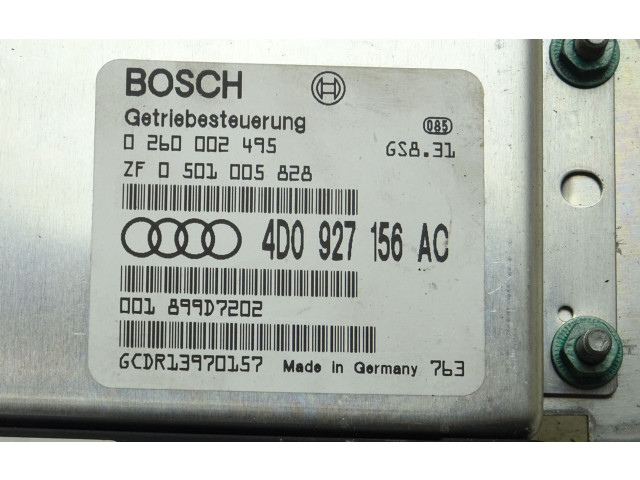 BOSCH
Getriebesteuerung
085
0 260 002 495
GS8.31
ZF 0 501 005 828
4D0 927 156 AC
001 899D7202
GCDR13970157 Made in Germany 763